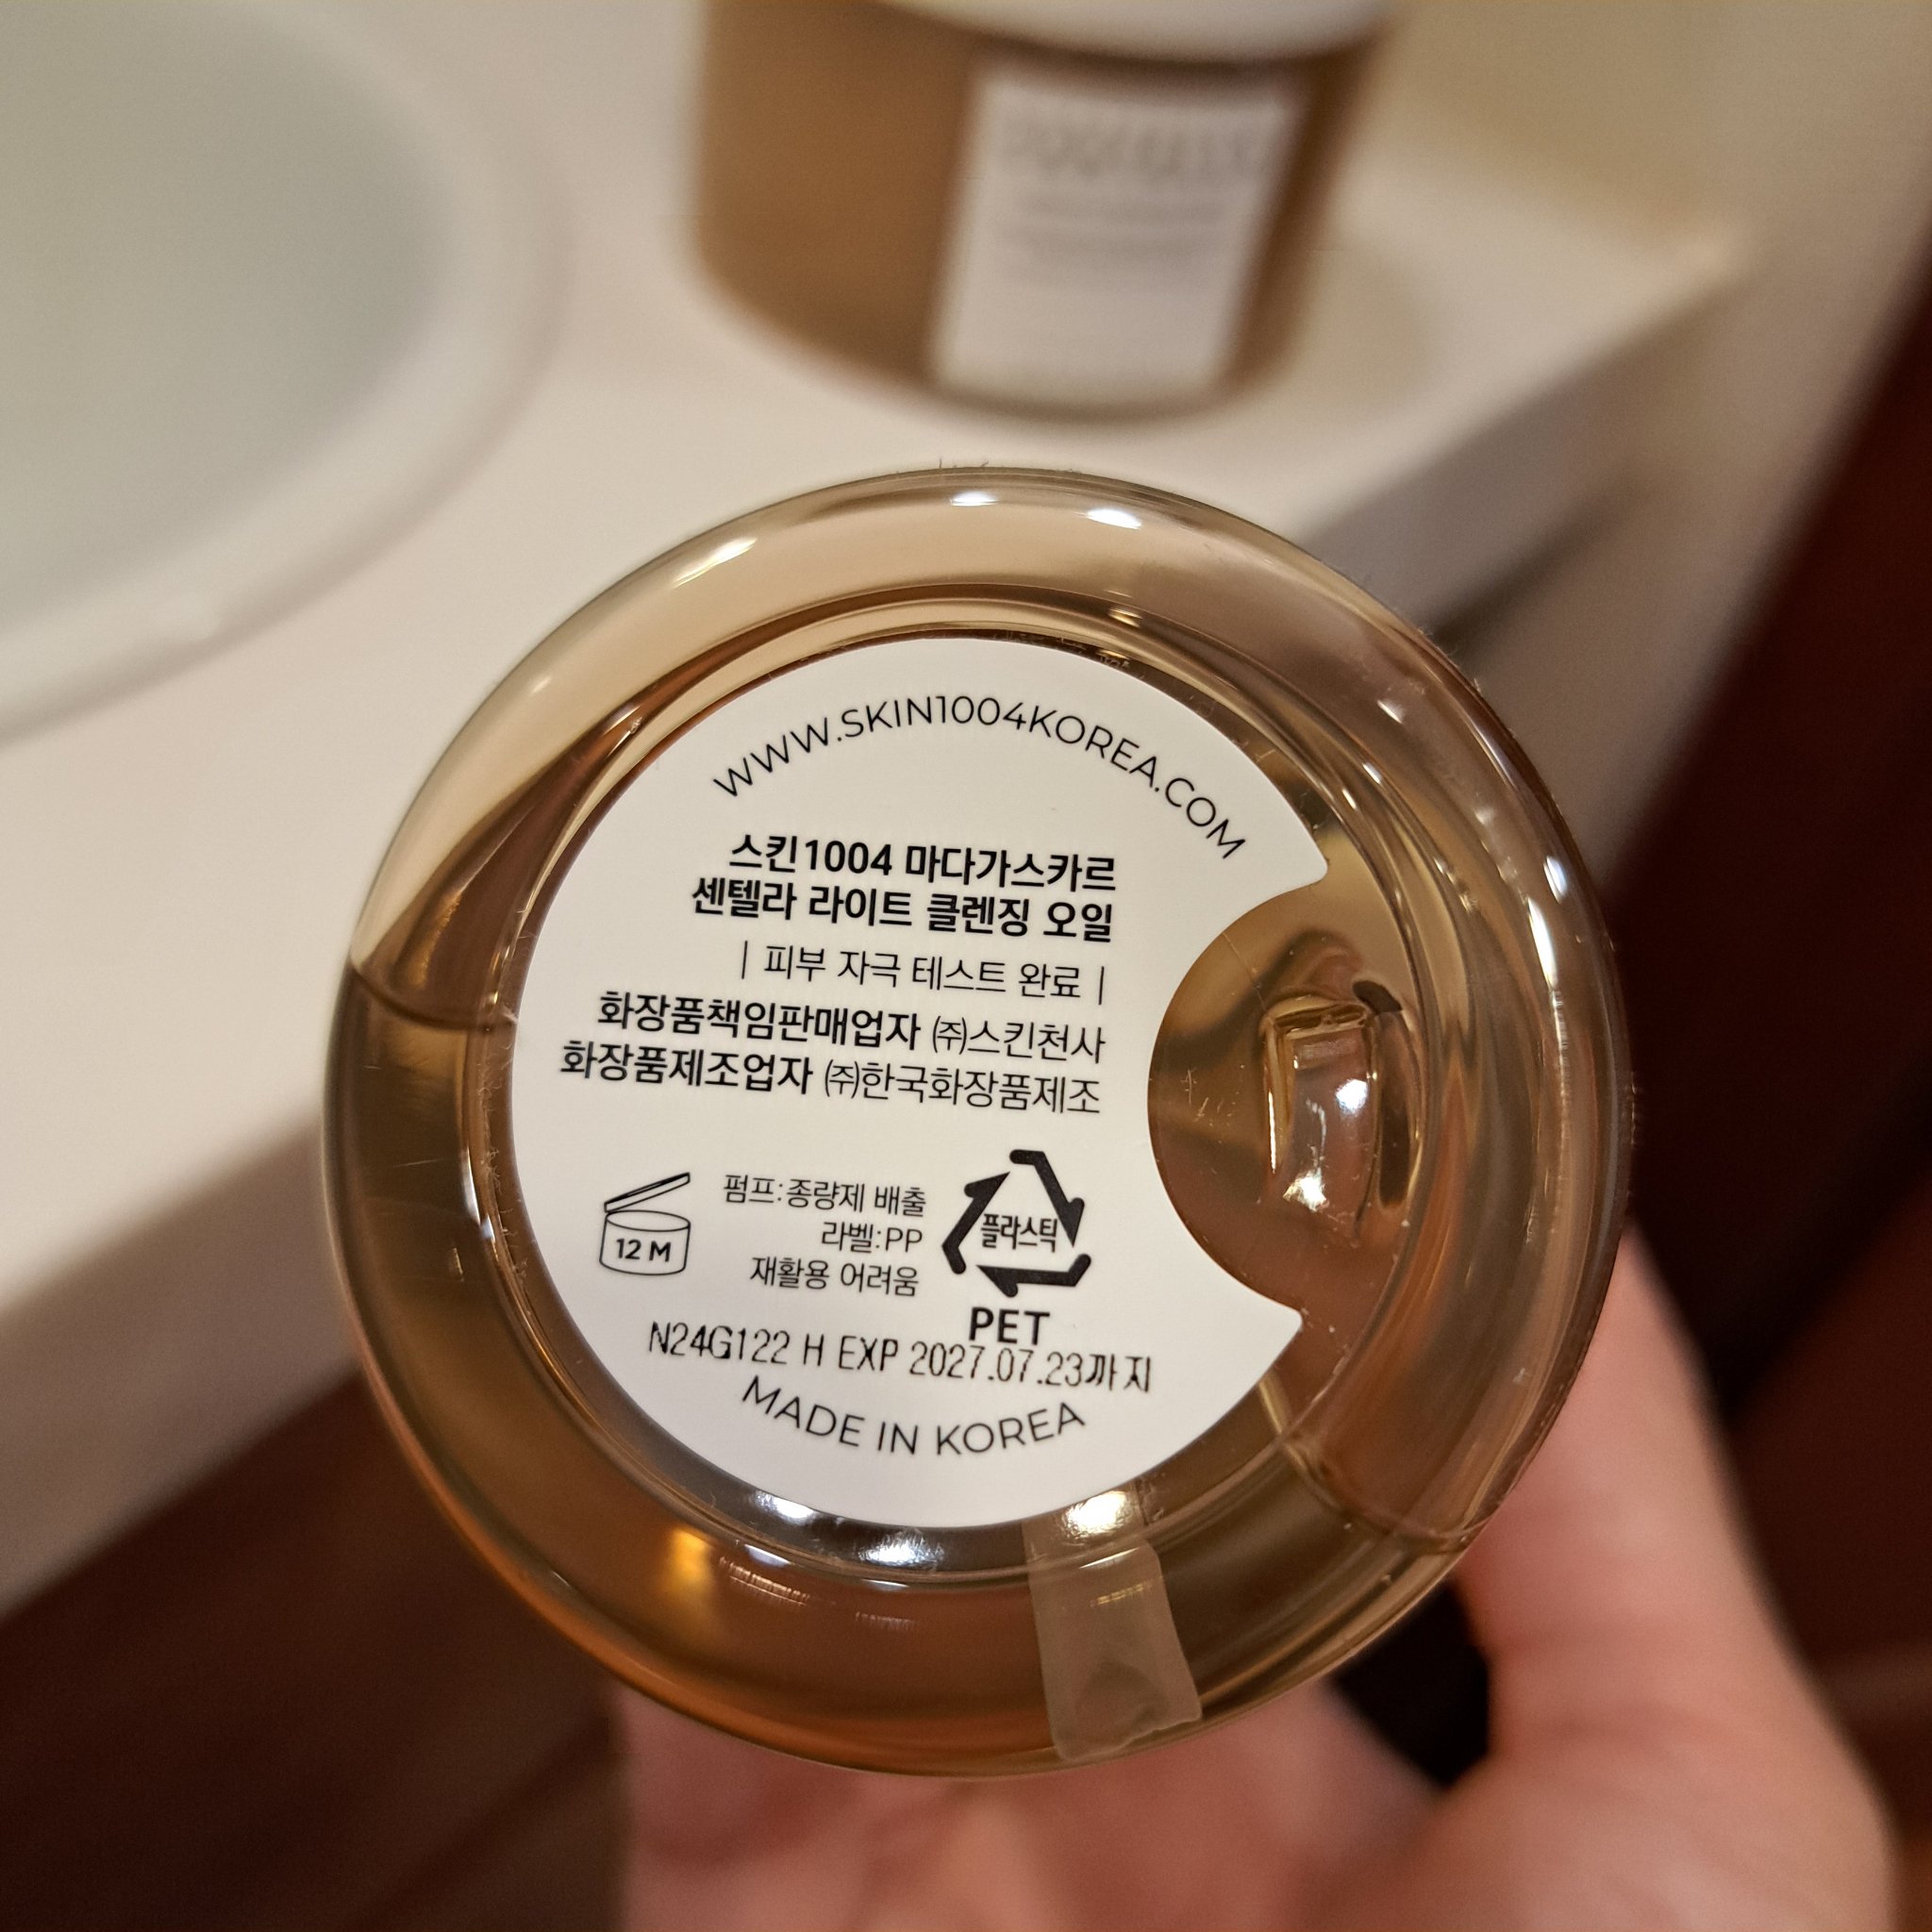 WWW.SKIN1004KOREA.COM
스킨1004 마다가스카르
센텔라 라이트 클렌징 오일
| 피부 자극 테스트 완료 |
화장품책임판매업자 ㈜스킨천사
화장품제조업자 ㈜한국화장품제조
12 M
펌프:종량제 배출
라벨:PP
재활용 어려움
플라스틱
PET
N24G122 H EXP 2027.07.23까지
MADE IN KOREA